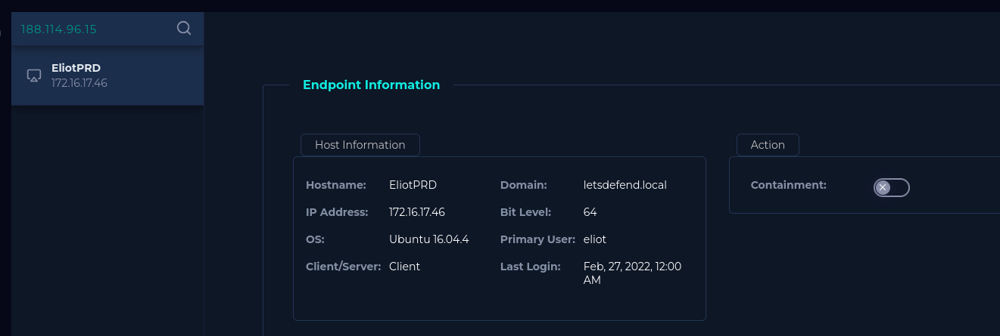 188.114.96.15
EliotPRD
172.16.17.46
Endpoint Information
Host Information
Hostname: EliotPRD Domain: letsdefend.local
IP Address: 172.16.17.46 Bit Level: 64
OS: Ubuntu 16.04.4 Primary User: eliot
Client/Server: Client Last Login: Feb, 27, 2022, 12:00
AM
Action
Containment: